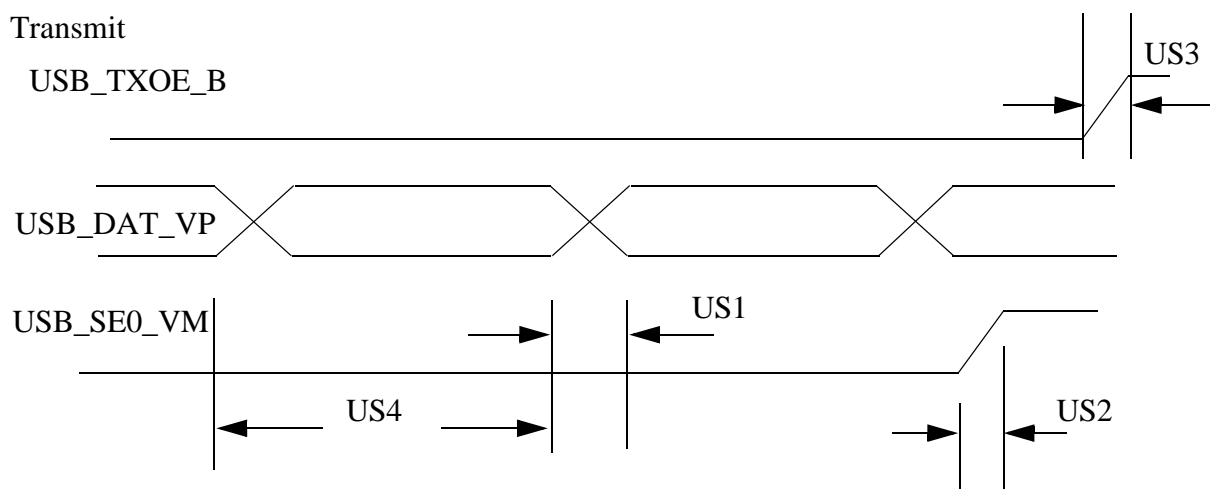 Transmit
US3
USB_TXOE_B
USB_DAT_VP
US1
USB_SE0_VM
US4
US2